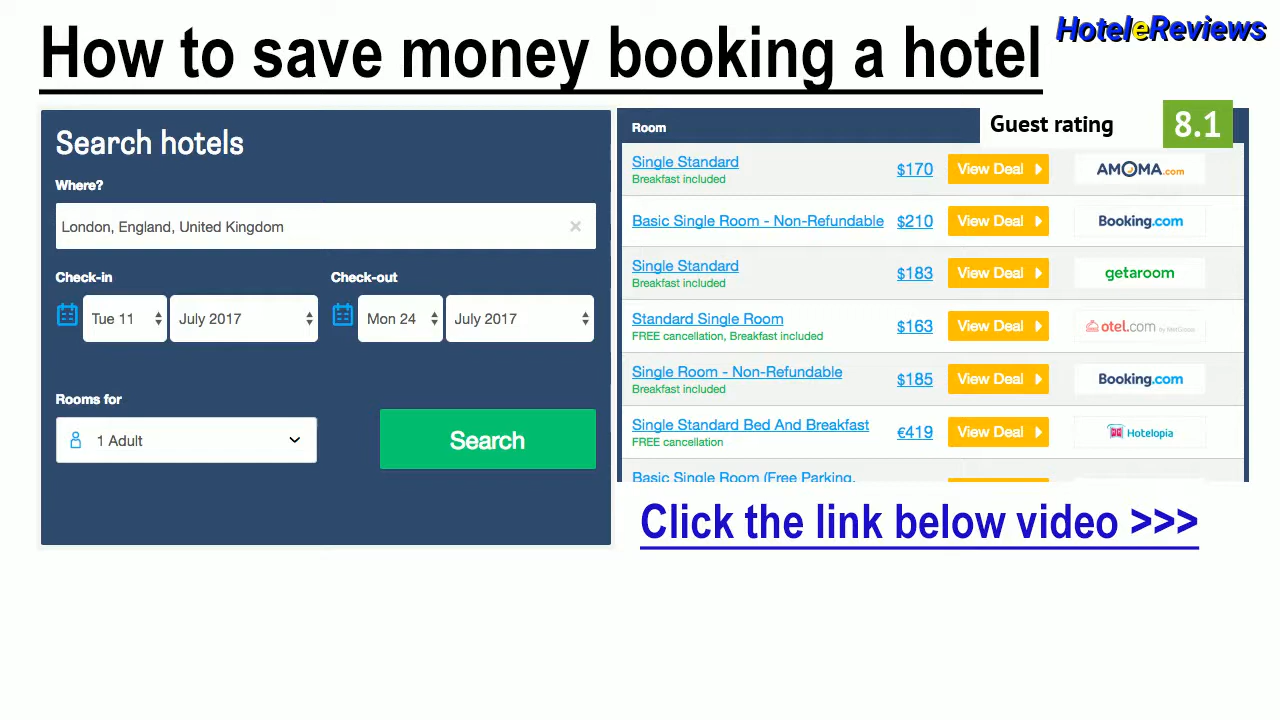 How to save money booking a hotel
HoteleReviews
Search hotels
Where?
London, England, United Kingdom
Check-in
Check-out
Tue 11
July 2017
Mon 24
July 2017
Rooms for
1 Adult
Search
Room
Guest rating
8.1
Single Standard
Breakfast included
$170
View Deal
AMOMA.com
Basic Single Room - Non-Refundable
$210
View Deal
Booking.com
Single Standard
Breakfast included
$183
View Deal
getaroom
Standard Single Room
FREE cancellation, Breakfast included
$163
View Deal
otel.com
Single Room - Non-Refundable
Breakfast included
$185
View Deal
Booking.com
Single Standard Bed And Breakfast
FREE cancellation
€419
View Deal
Hotelopia
Basic Single Room (Free Parking,
Click the link below video >>>